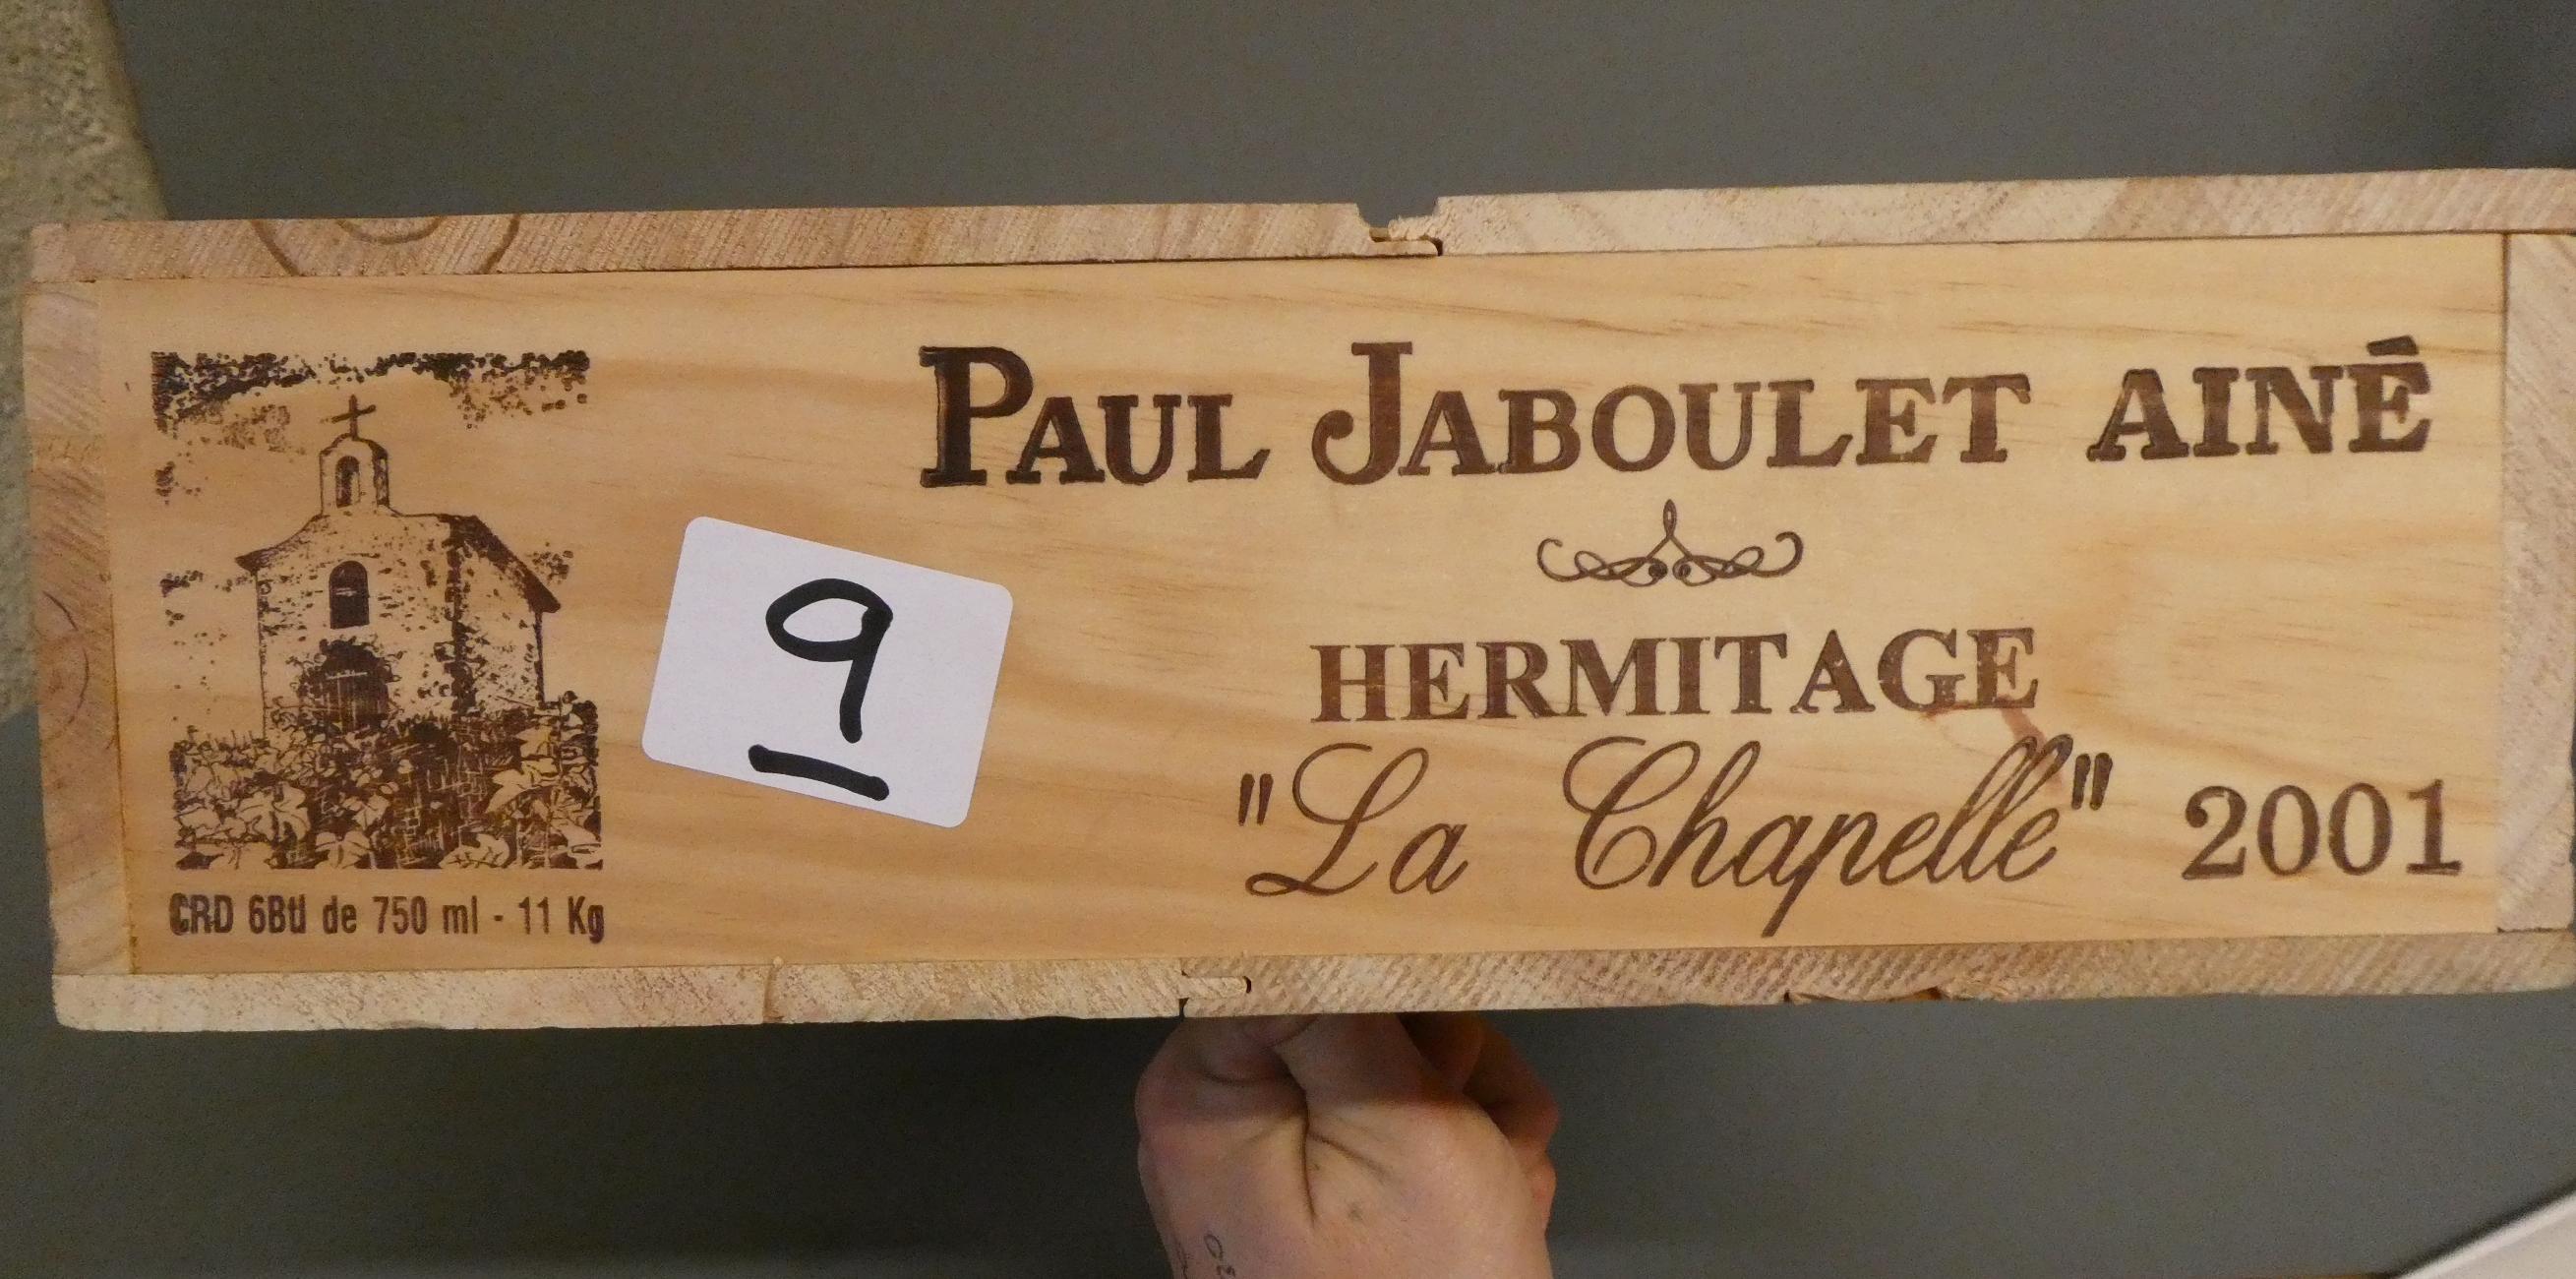 PAUL JABOULET AINÉ
HERMITAGE
"La Chapelle" 2001
9
CRD 6Btl de 750 ml - 11 Kg